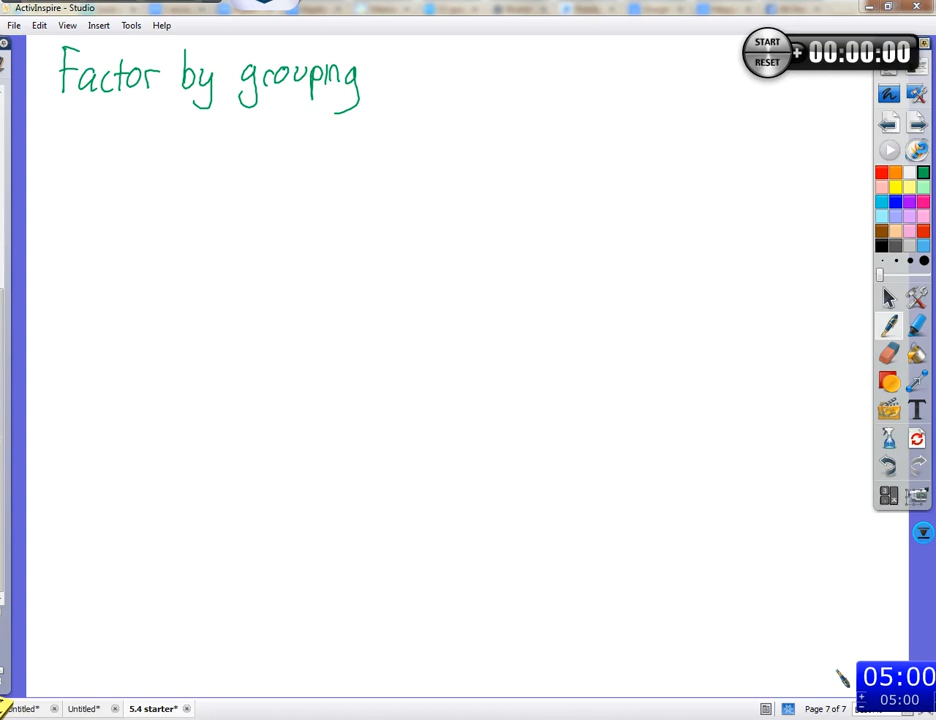 ActivInspire - Studio
File Edit View Insert Tools Help
START
RESET
00:00:00
Factor by grouping
05:00
05:00
Untitled* 5.4 starter*
Page 7 of 7